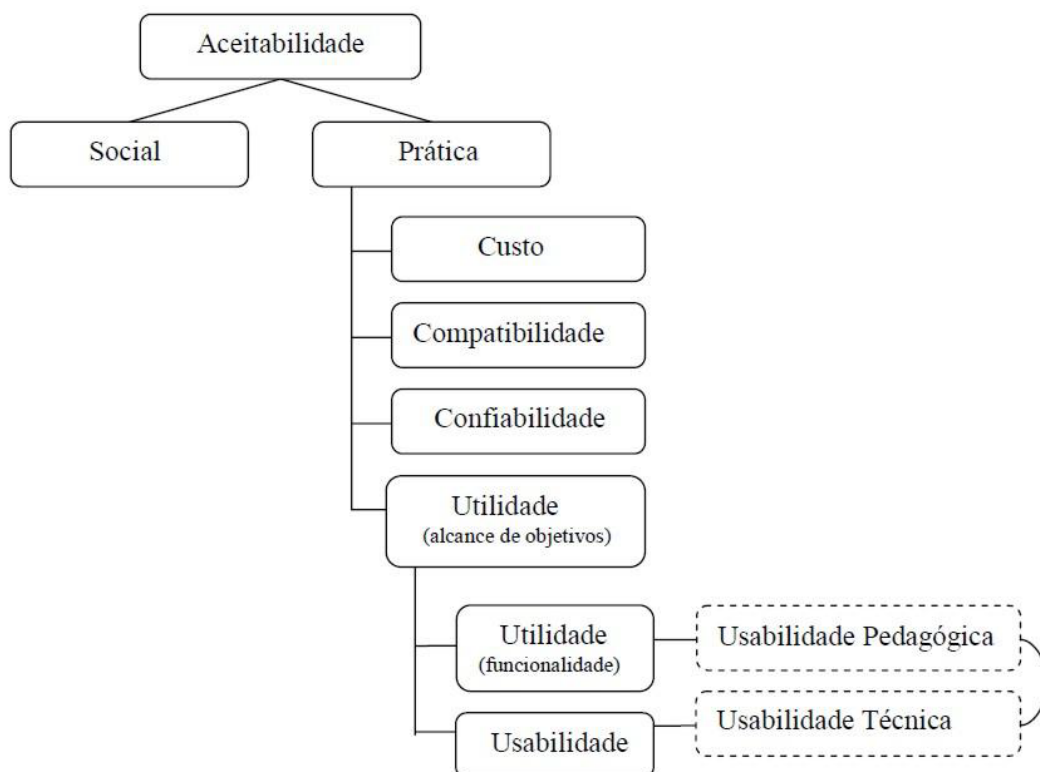 Aceitabilidade
Social
Prática
Custo
Compatibilidade
Confiabilidade
Utilidade
(alcance de objetivos)
Utilidade
(funcionalidade)
Usabilidade Pedagógica
Usabilidade
Usabilidade Técnica